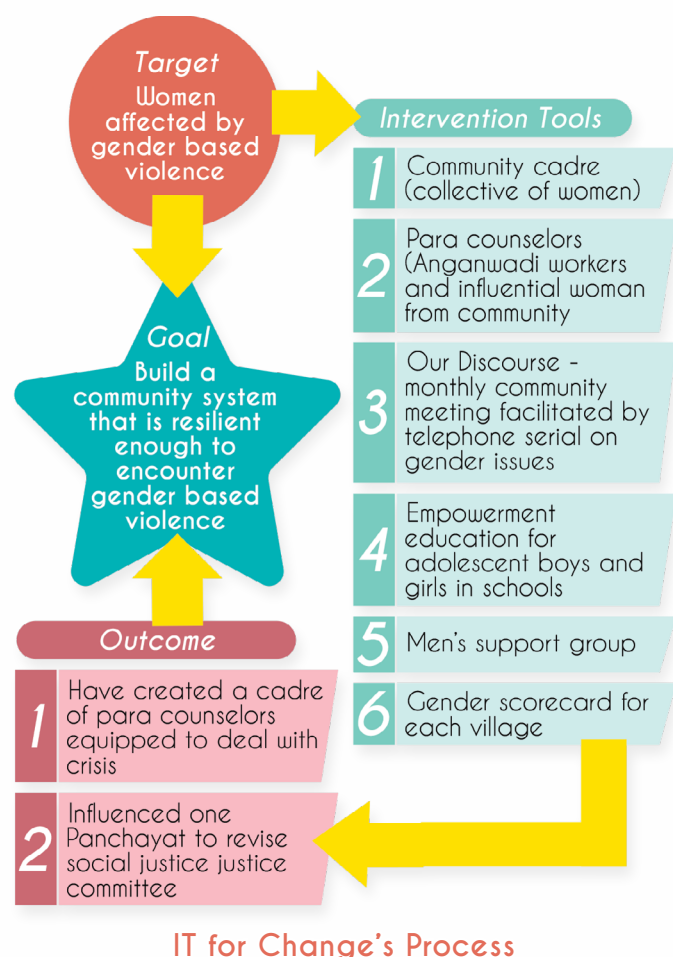 Target
Women
affected by
gender based
violence
Intervention Tools
1
Community cadre
(collective of women)
2
Para counselors
(Anganwadi workers
and influential woman
from community
3
Our Discourse -
monthly community
meeting facilitated by
telephone serial on
gender issues
4
Empowerment
education for
adolescent boys and
girls in schools
5
Men's support group
6
Gender scorecard for
each village
Goal
Build a
community system
that is resilient
enough to
encounter
gender based
violence
Outcome
1
Have created a cadre
of para counselors
equipped to deal with
crisis
2
Influenced one
Panchayat to revise
social justice justice
committee
IT for Change's Process